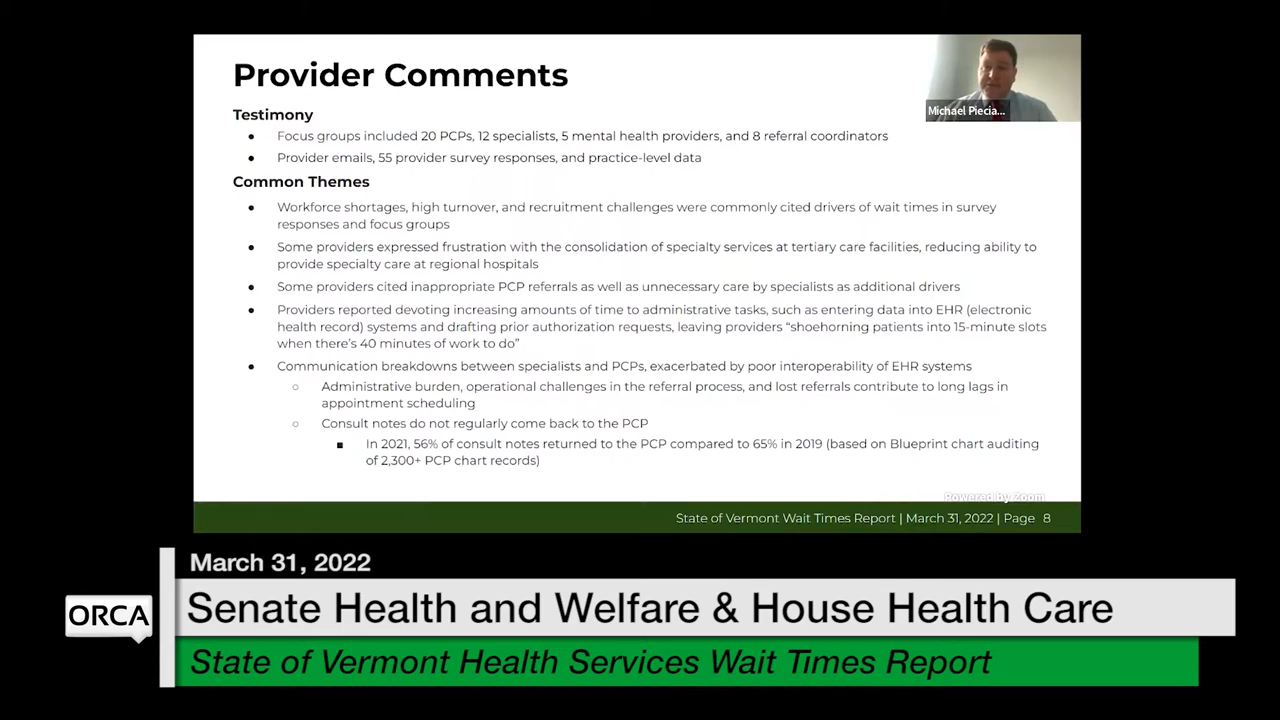 Provider Comments
Michael Piecia...
Testimony
● Focus groups included 20 PCPs, 12 specialists, 5 mental health providers, and 8 referral coordinators
● Provider emails, 55 provider survey responses, and practice-level data
Common Themes
● Workforce shortages, high turnover, and recruitment challenges were commonly cited drivers of wait times in survey
responses and focus groups
● Some providers expressed frustration with the consolidation of specialty services at tertiary care facilities, reducing ability to
provide specialty care at regional hospitals
● Some providers cited inappropriate PCP referrals as well as unnecessary care by specialists as additional drivers
● Providers reported devoting increasing amounts of time to administrative tasks, such as entering data into EHR (electronic
health record) systems and drafting prior authorization requests, leaving providers “shoehorning patients into 15-minute slots
when there’s 40 minutes of work to do”
● Communication breakdowns between specialists and PCPs, exacerbated by poor interoperability of EHR systems
○ Administrative burden, operational challenges in the referral process, and lost referrals contribute to long lags in
appointment scheduling
○ Consult notes do not regularly come back to the PCP
■ In 2021, 56% of consult notes returned to the PCP compared to 65% in 2019 (based on Blueprint chart auditing
of 2,300+ PCP chart records)
Powered by Zoom
State of Vermont Wait Times Report | March 31, 2022 | Page 8
March 31, 2022
ORCA
Senate Health and Welfare & House Health Care
State of Vermont Health Services Wait Times Report